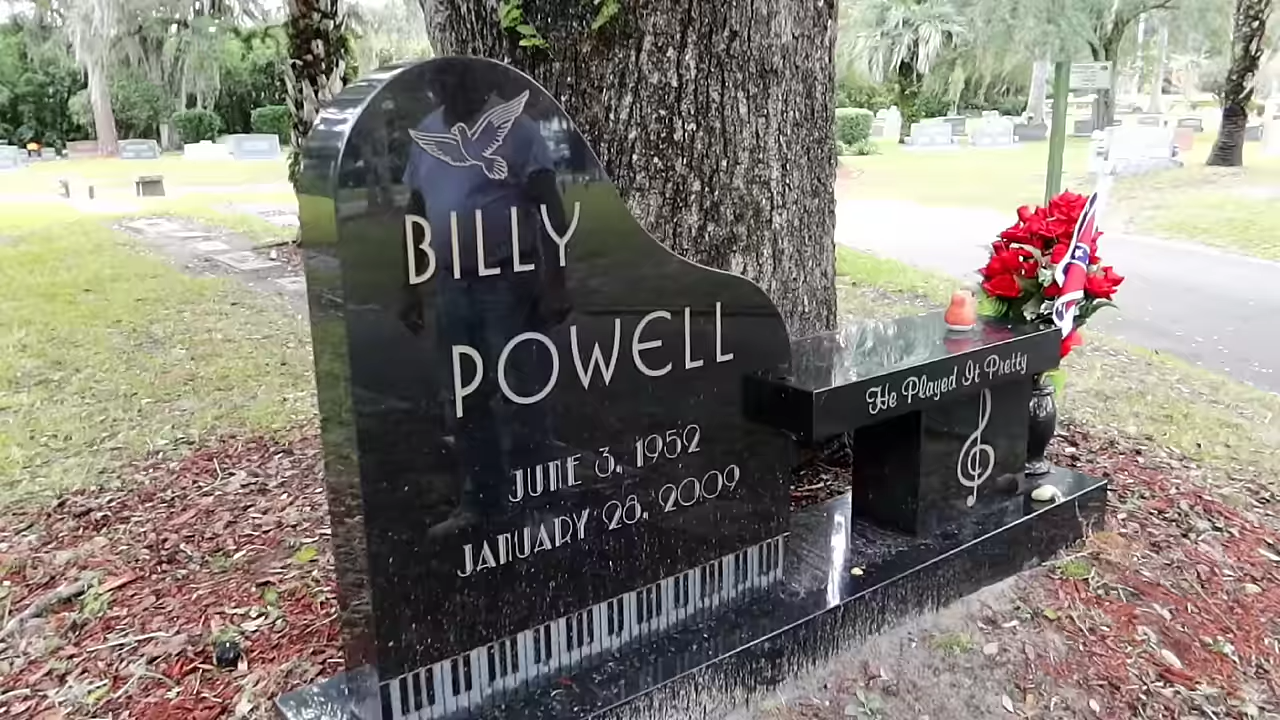 BILLY
POWELL
JUNE 3, 1952
JANUARY 28, 2009
He Played It Pretty